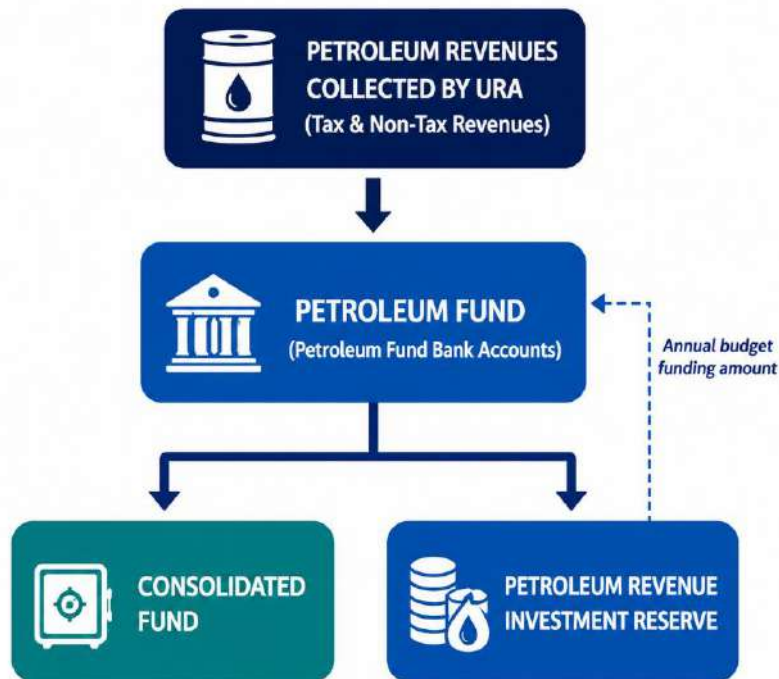 PETROLEUM REVENUES
COLLECTED BY URA
(Tax & Non-Tax Revenues)
PETROLEUM FUND
(Petroleum Fund Bank Accounts)
Annual budget
funding amount
CONSOLIDATED
FUND
PETROLEUM REVENUE
INVESTMENT RESERVE